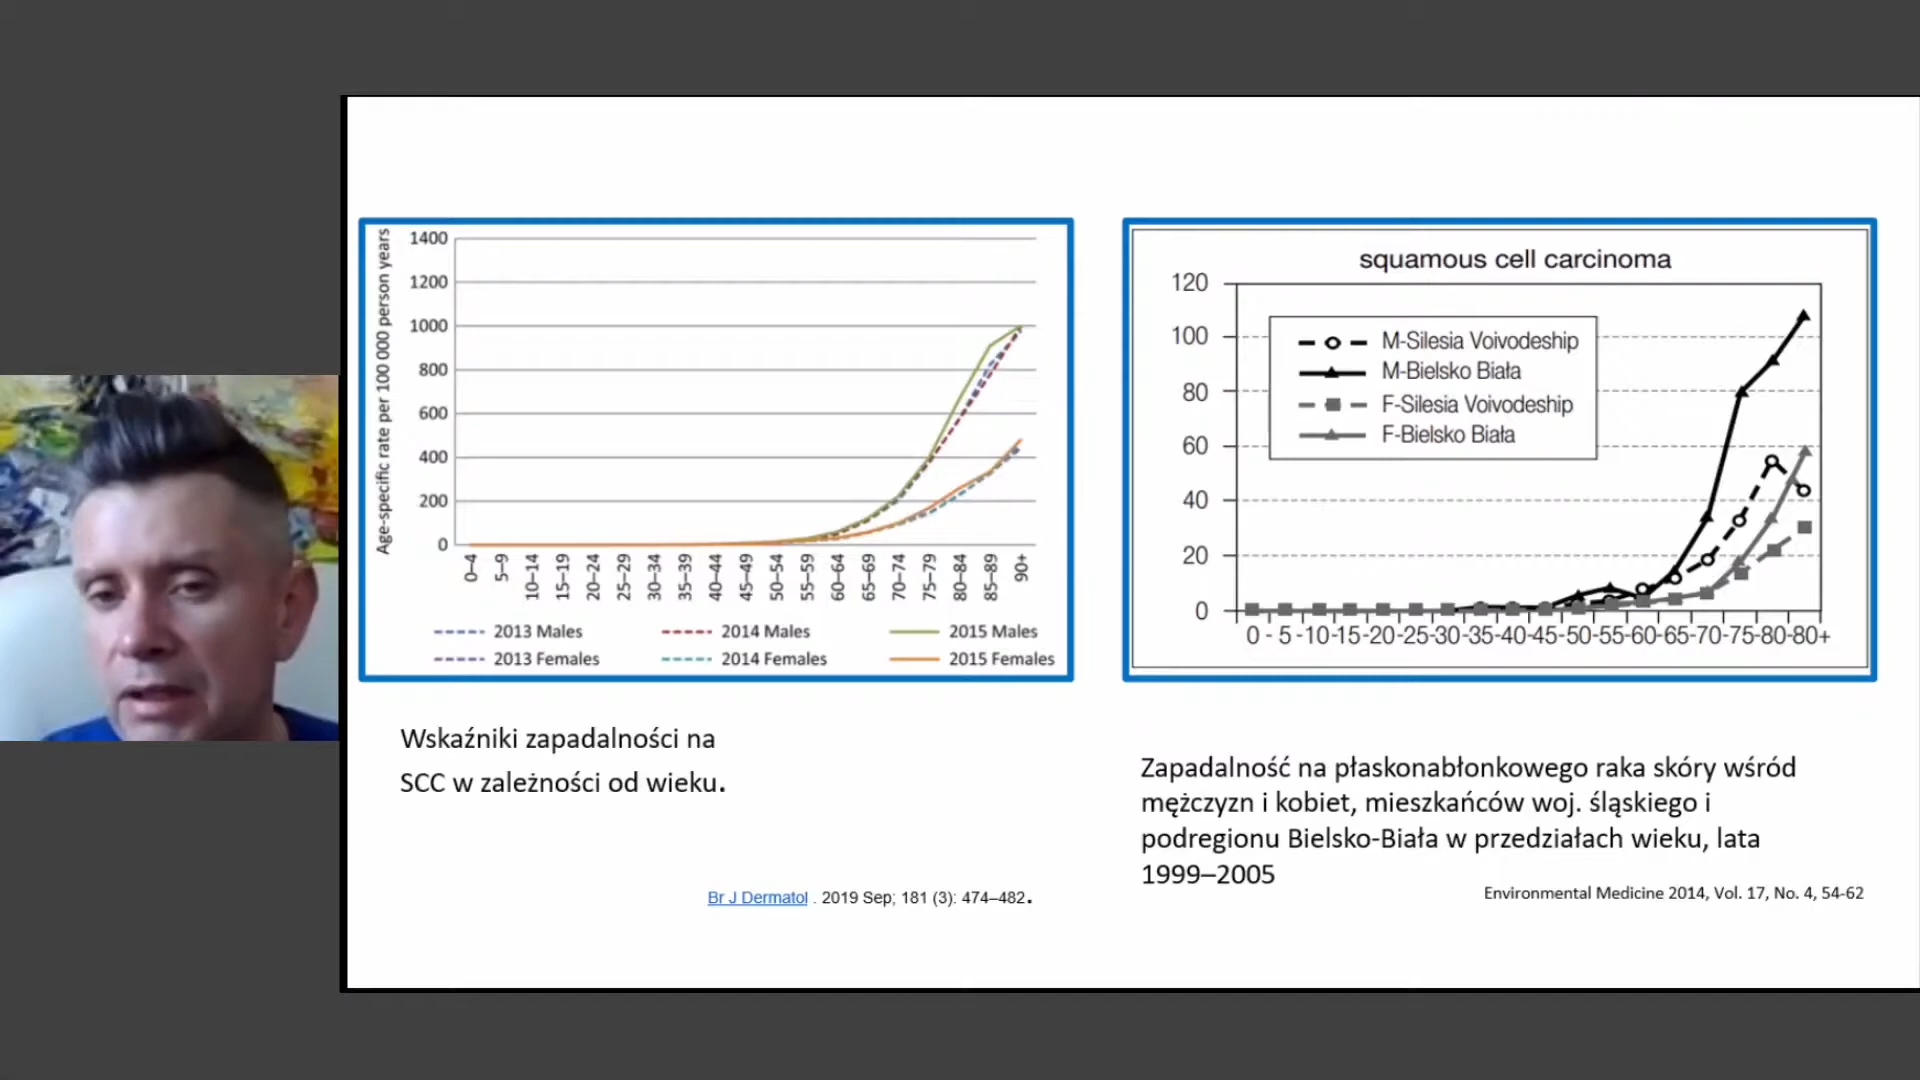 Age-specific rate per 100 000 person years
1400
1200
1000
800
600
400
200
0
0–4
5–9
10–14
15–19
20–24
25–29
30–34
35–39
40–44
45–49
50–54
55–59
60–64
65–69
70–74
75–79
80–84
85–89
90+
2013 Males
2014 Males
2015 Males
2013 Females
2014 Females
2015 Females
squamous cell carcinoma
120
100
80
60
40
20
0
M-Silesia Voivodeship
M-Bielsko Biała
F-Silesia Voivodeship
F-Bielsko Biała
0 - 5 -10-15-20-25-30-35-40-45-50-55-60-65-70-75-80-80+
Wskaźniki zapadalności na
SCC w zależności od wieku.
Br J Dermatol . 2019 Sep; 181 (3): 474–482.
Zapadalność na płaskonabłonkowego raka skóry wśród
mężczyzn i kobiet, mieszkańców woj. śląskiego i
podregionu Bielsko-Biała w przedziałach wieku, lata
1999–2005
Environmental Medicine 2014, Vol. 17, No. 4, 54-62